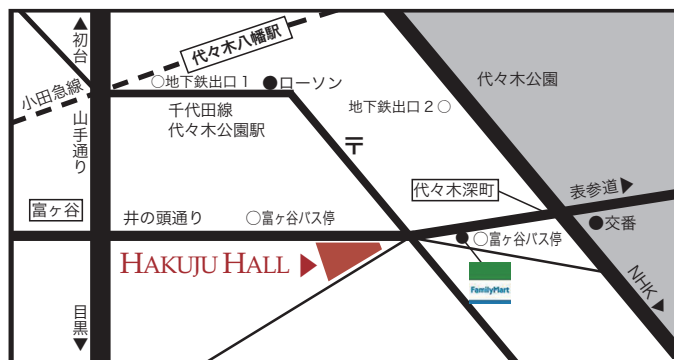 ▲初台
代々木八幡駅
小田急線
○地下鉄出口1
●ローソン
代々木公園
地下鉄出口2○
山手通り
千代田線
代々木公園駅
〒
代々木深町
表参道▶
富ヶ谷
井の頭通り
○富ヶ谷バス停
●交番
○富ヶ谷バス停
HAKUJU HALL ▶
FamilyMart
NHK▶
目黒▼